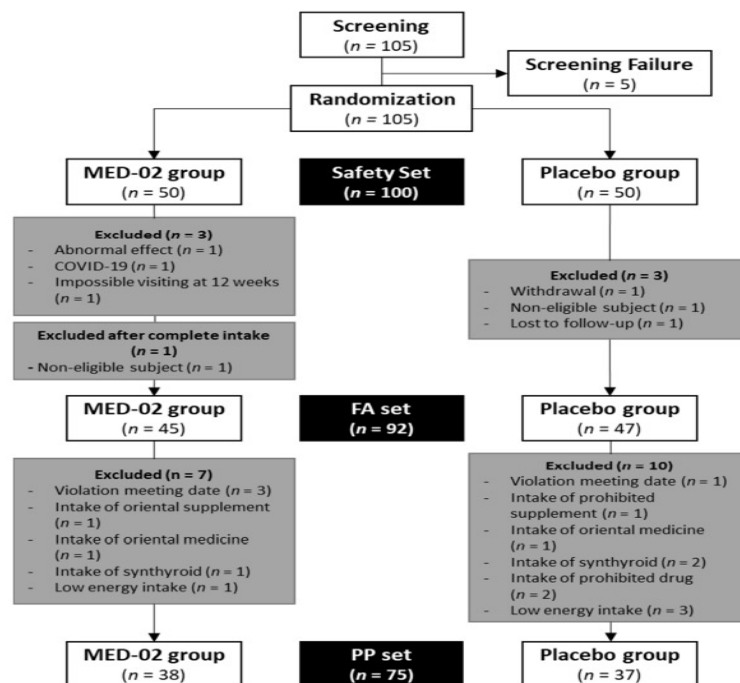 Screening
(n = 105)
Screening Failure
(n = 5)
Randomization
(n = 105)
MED-02 group
(n = 50)
Safety Set
(n = 100)
Placebo group
(n = 50)
Excluded (n = 3)
- Abnormal effect (n = 1)
- COVID-19 (n = 1)
- Impossible visiting at 12 weeks
(n = 1)
Excluded after complete intake
(n = 1)
- Non-eligible subject (n = 1)
Excluded (n = 3)
- Withdrawal (n = 1)
- Non-eligible subject (n = 1)
- Lost to follow-up (n = 1)
MED-02 group
(n = 45)
FA set
(n = 92)
Placebo group
(n = 47)
Excluded (n = 7)
- Violation meeting date (n = 3)
- Intake of oriental supplement
(n = 1)
- Intake of oriental medicine
(n = 1)
- Intake of synthyroid (n = 1)
- Low energy intake (n = 1)
Excluded (n = 10)
- Violation meeting date (n = 1)
- Intake of prohibited
supplement (n = 1)
- Intake of oriental medicine
(n = 1)
- Intake of synthyroid (n = 2)
- Intake of prohibited drug
(n = 2)
- Low energy intake (n = 3)
MED-02 group
(n = 38)
PP set
(n = 75)
Placebo group
(n = 37)